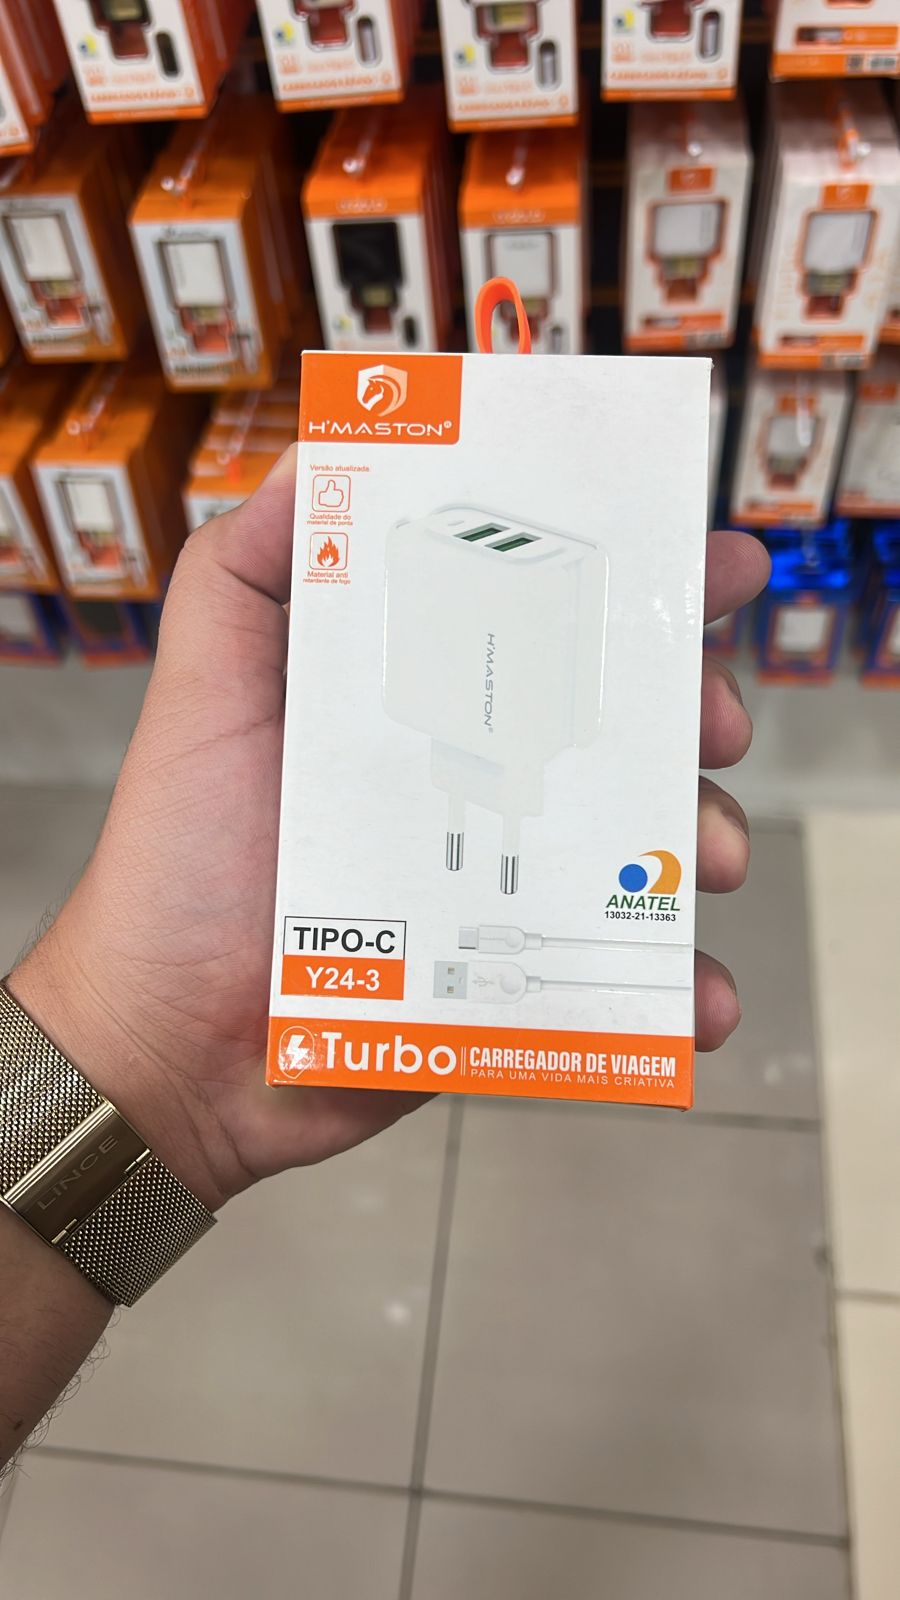 H'MASTON®
Versão atualizada
Qualidade do
material de ponta
Material anti
retardante de fogo
H'MASTON®
ANATEL
13032-21-13363
TIPO-C
Y24-3
Turbo
CARREGADOR DE VIAGEM
PARA UMA VIDA MAIS CRIATIVA
LINCE